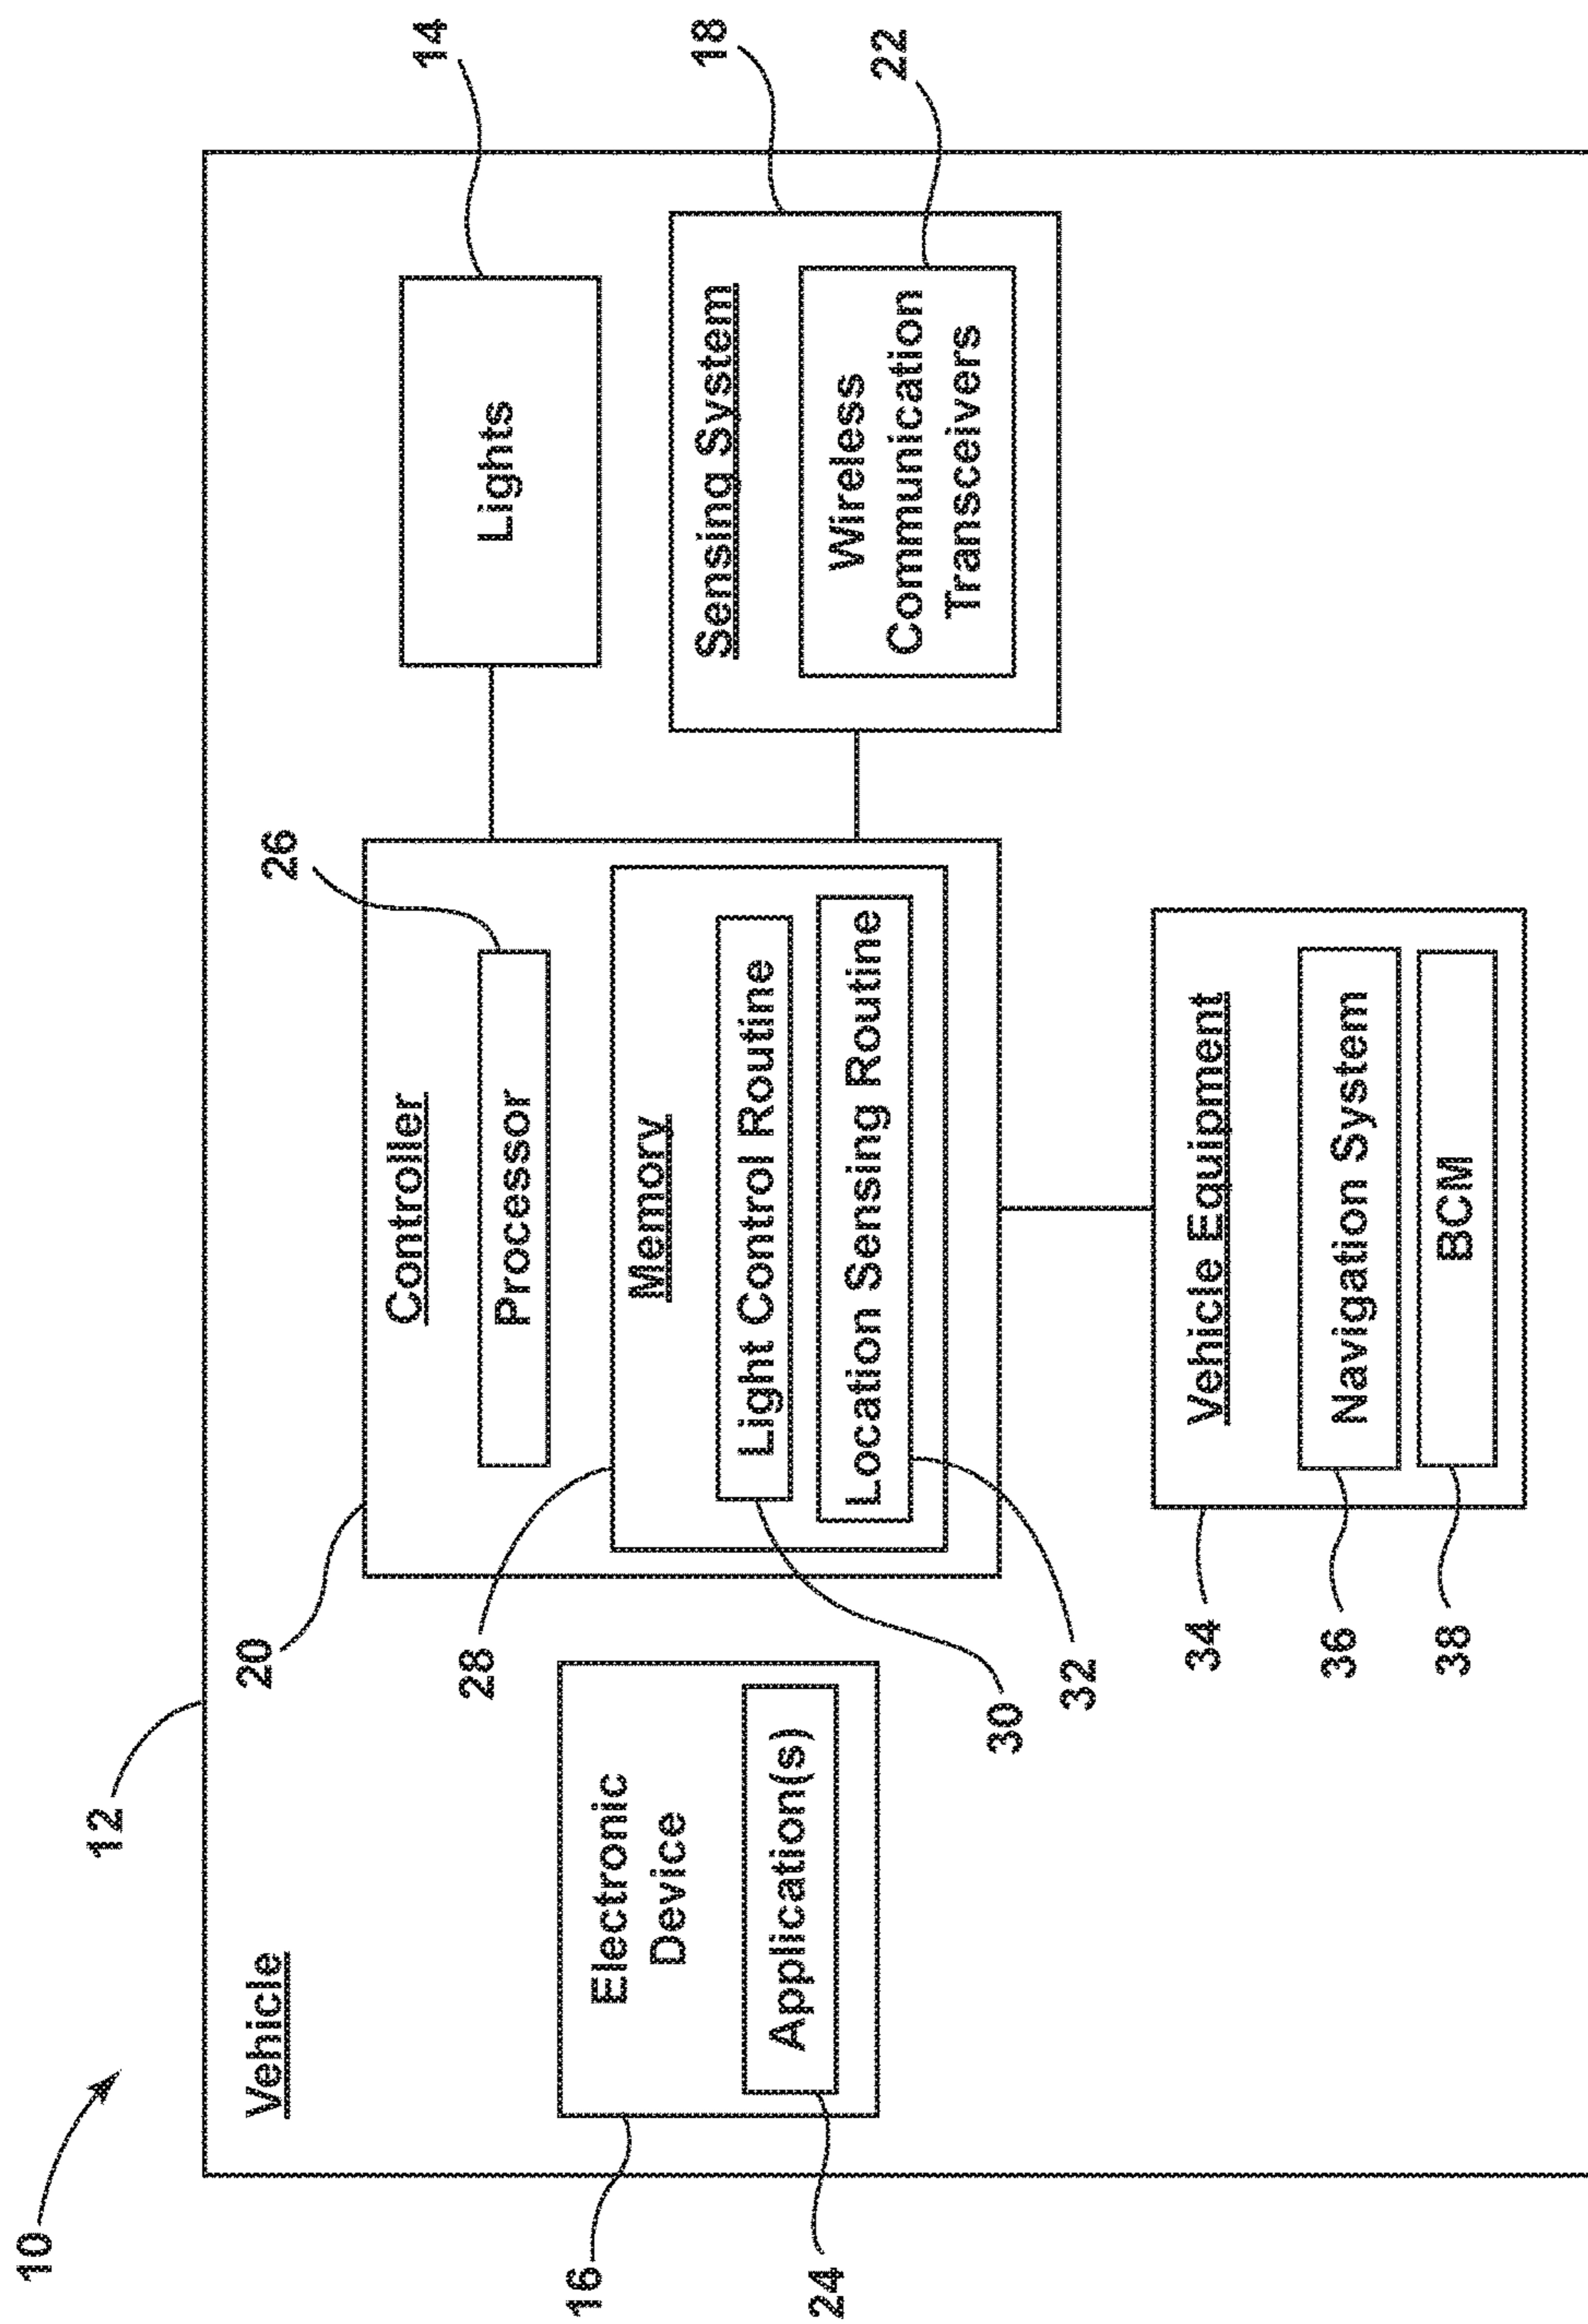 10
12
Vehicle
16
Electronic
Device
Application(s)
24
20
Controller
26
Processor
28
Memory
Light Control Routine
30
Location Sensing Routine
32
34
Vehicle Equipment
36
Navigation System
38
BCM
14
Lights
18
Sensing System
22
Wireless
Communication
Transceivers